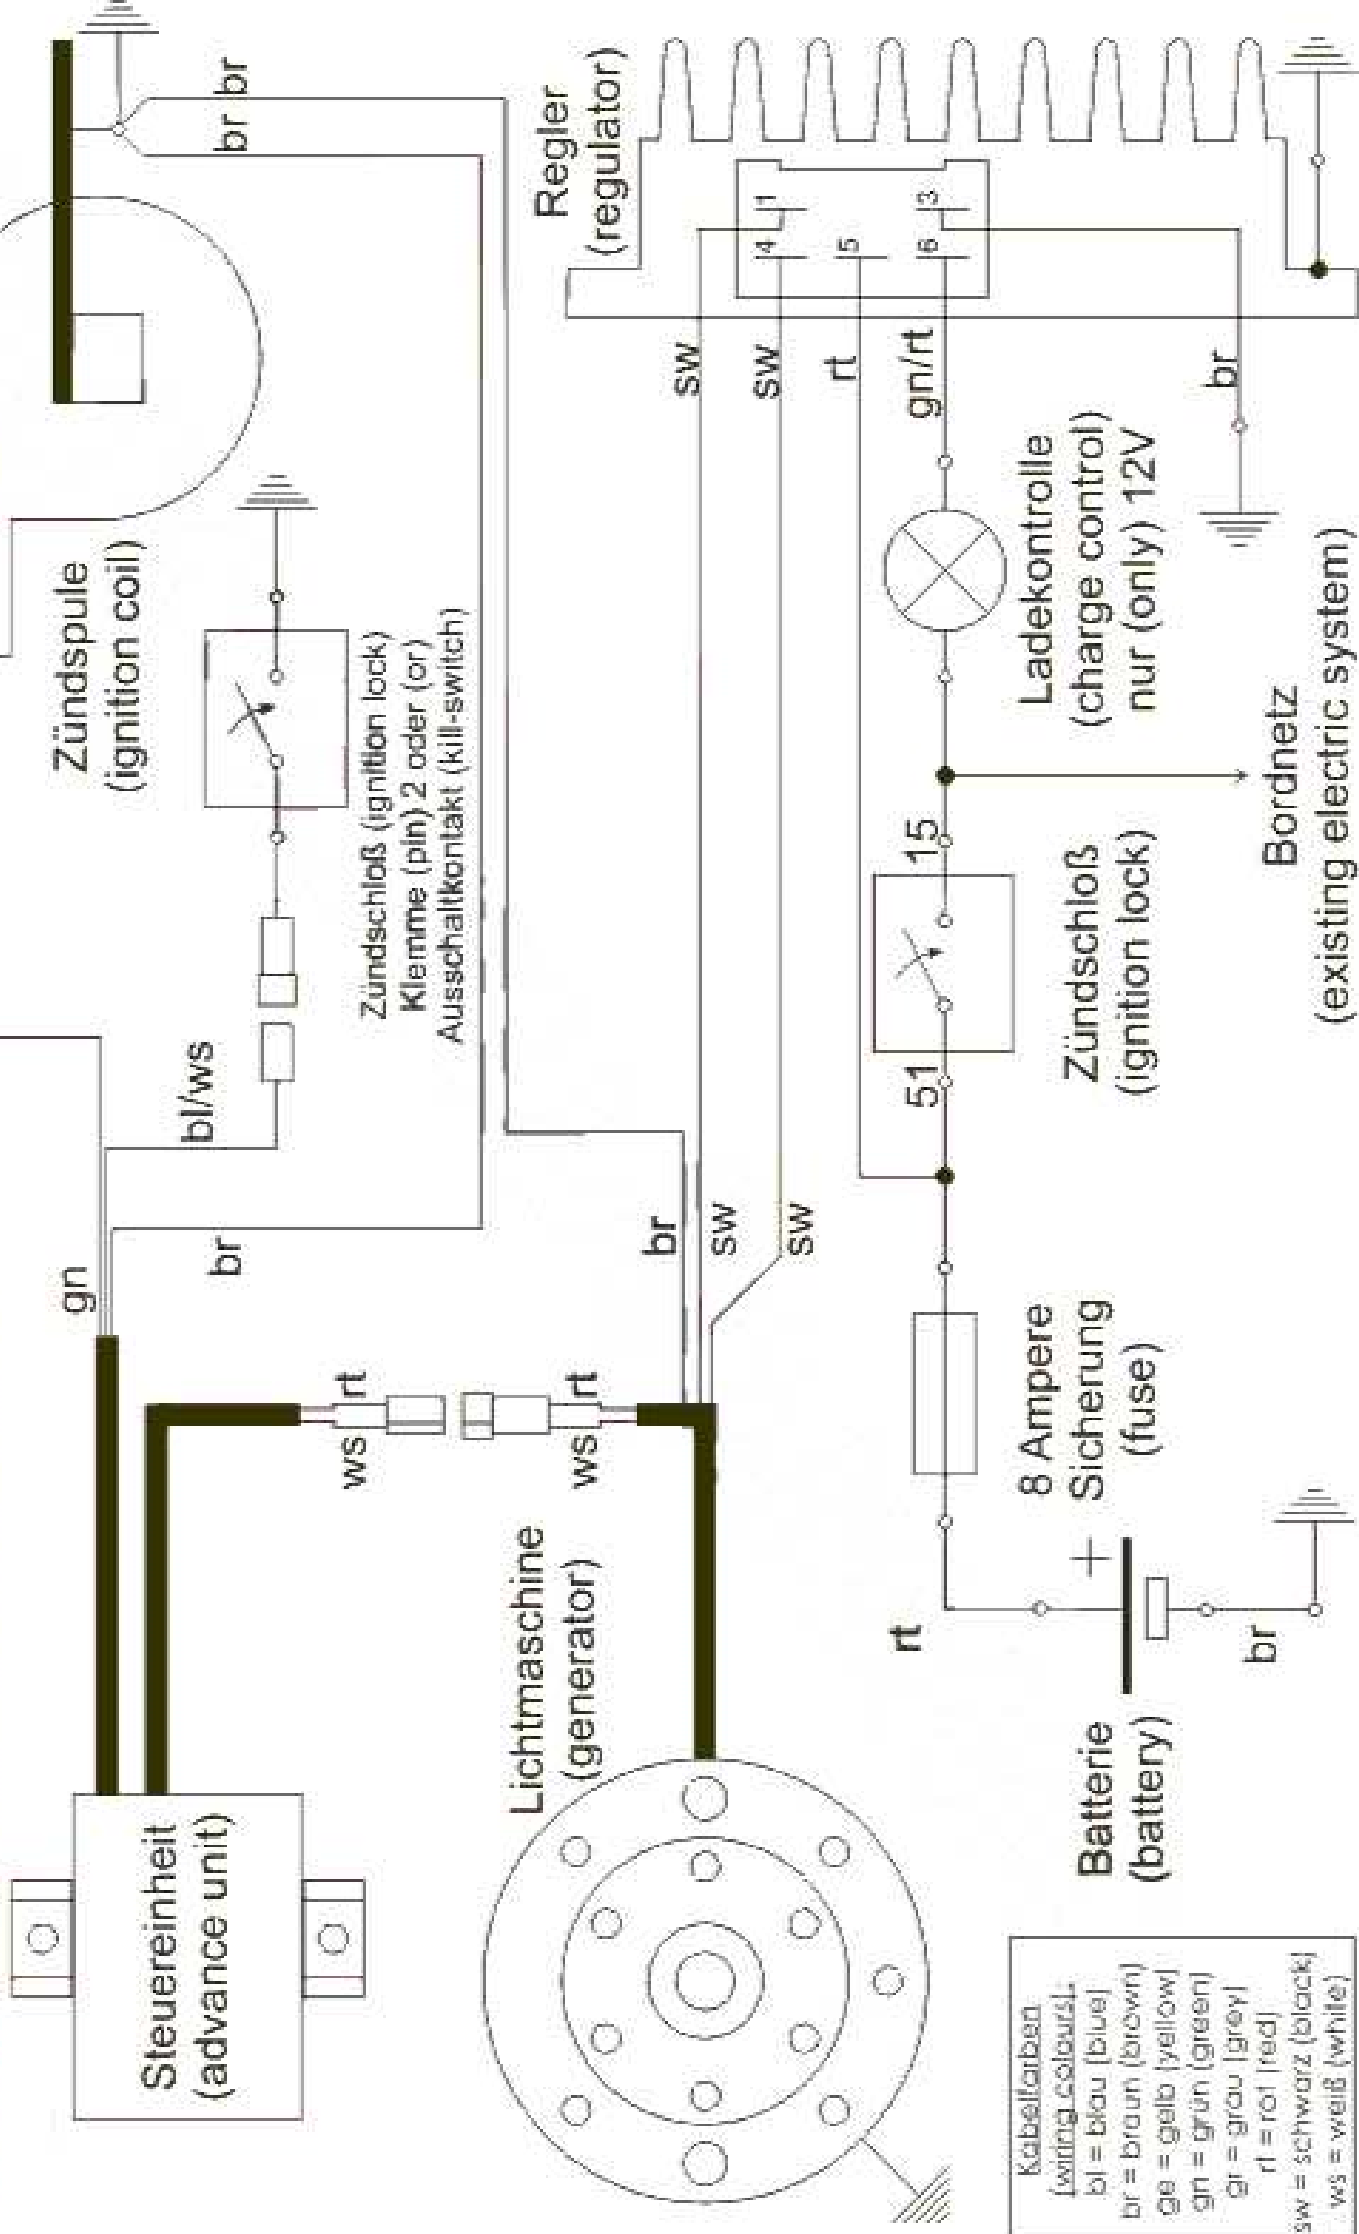 Steuereinheit
(advance unit)
gn
br
bl/ws
Zündspule
(ignition coil)
br
br
Zündschloß (ignition lock)
Klemme (pin) 2 oder (or)
Ausschaltkontakt (kill-switch)
ws
rt
ws
rt
Lichtmaschine
(generator)
br
sw
sw
Regler
(regulator)
1
4
5
3
6
sw
sw
rt
gn/rt
br
Ladekontrolle
(charge control)
nur (only) 12V
Bordnetz
(existing electric system)
51
15
Zündschloß
(ignition lock)
8 Ampere
Sicherung
(fuse)
rt
+
br
Batterie
(battery)
Kabelfarben
(wiring colours):
bl = blau (blue)
br = braun (brown)
ge = gelb (yellow)
gn = grün (green)
gr = grau (grey)
rt = rot (red)
sw = schwarz (black)
ws = weiß (white)